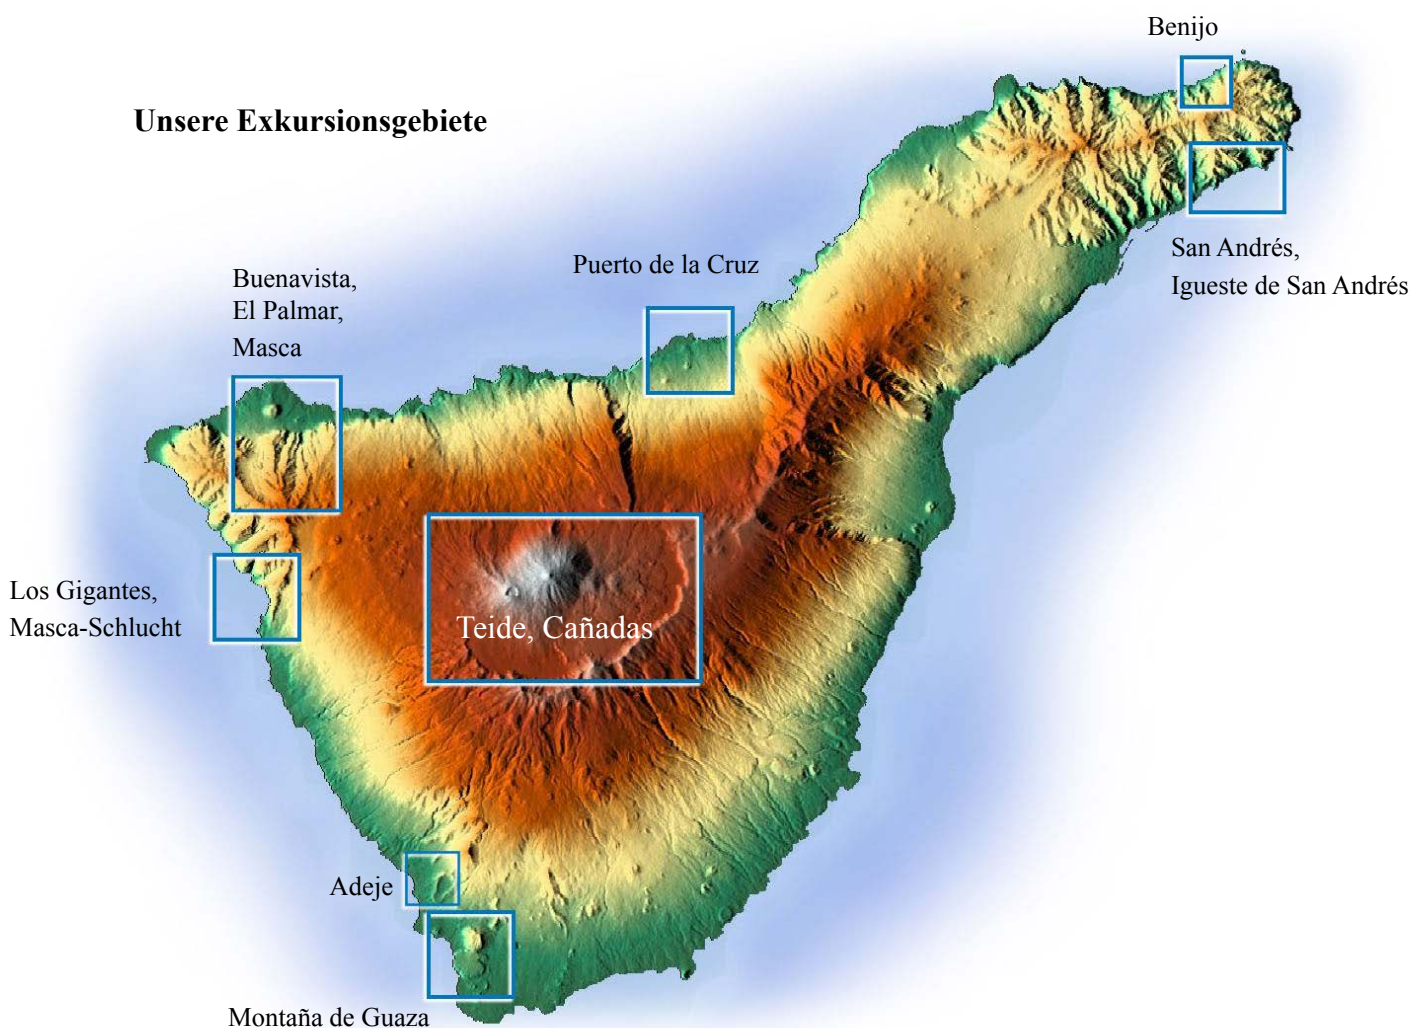 Benijo
Unsere Exkursionsgebiete
San Andrés,
Igueste de San Andrés
Puerto de la Cruz
Buenavista,
El Palmar,
Masca
Los Gigantes,
Masca-Schlucht
Teide, Cañadas
Adeje
Montaña de Guaza